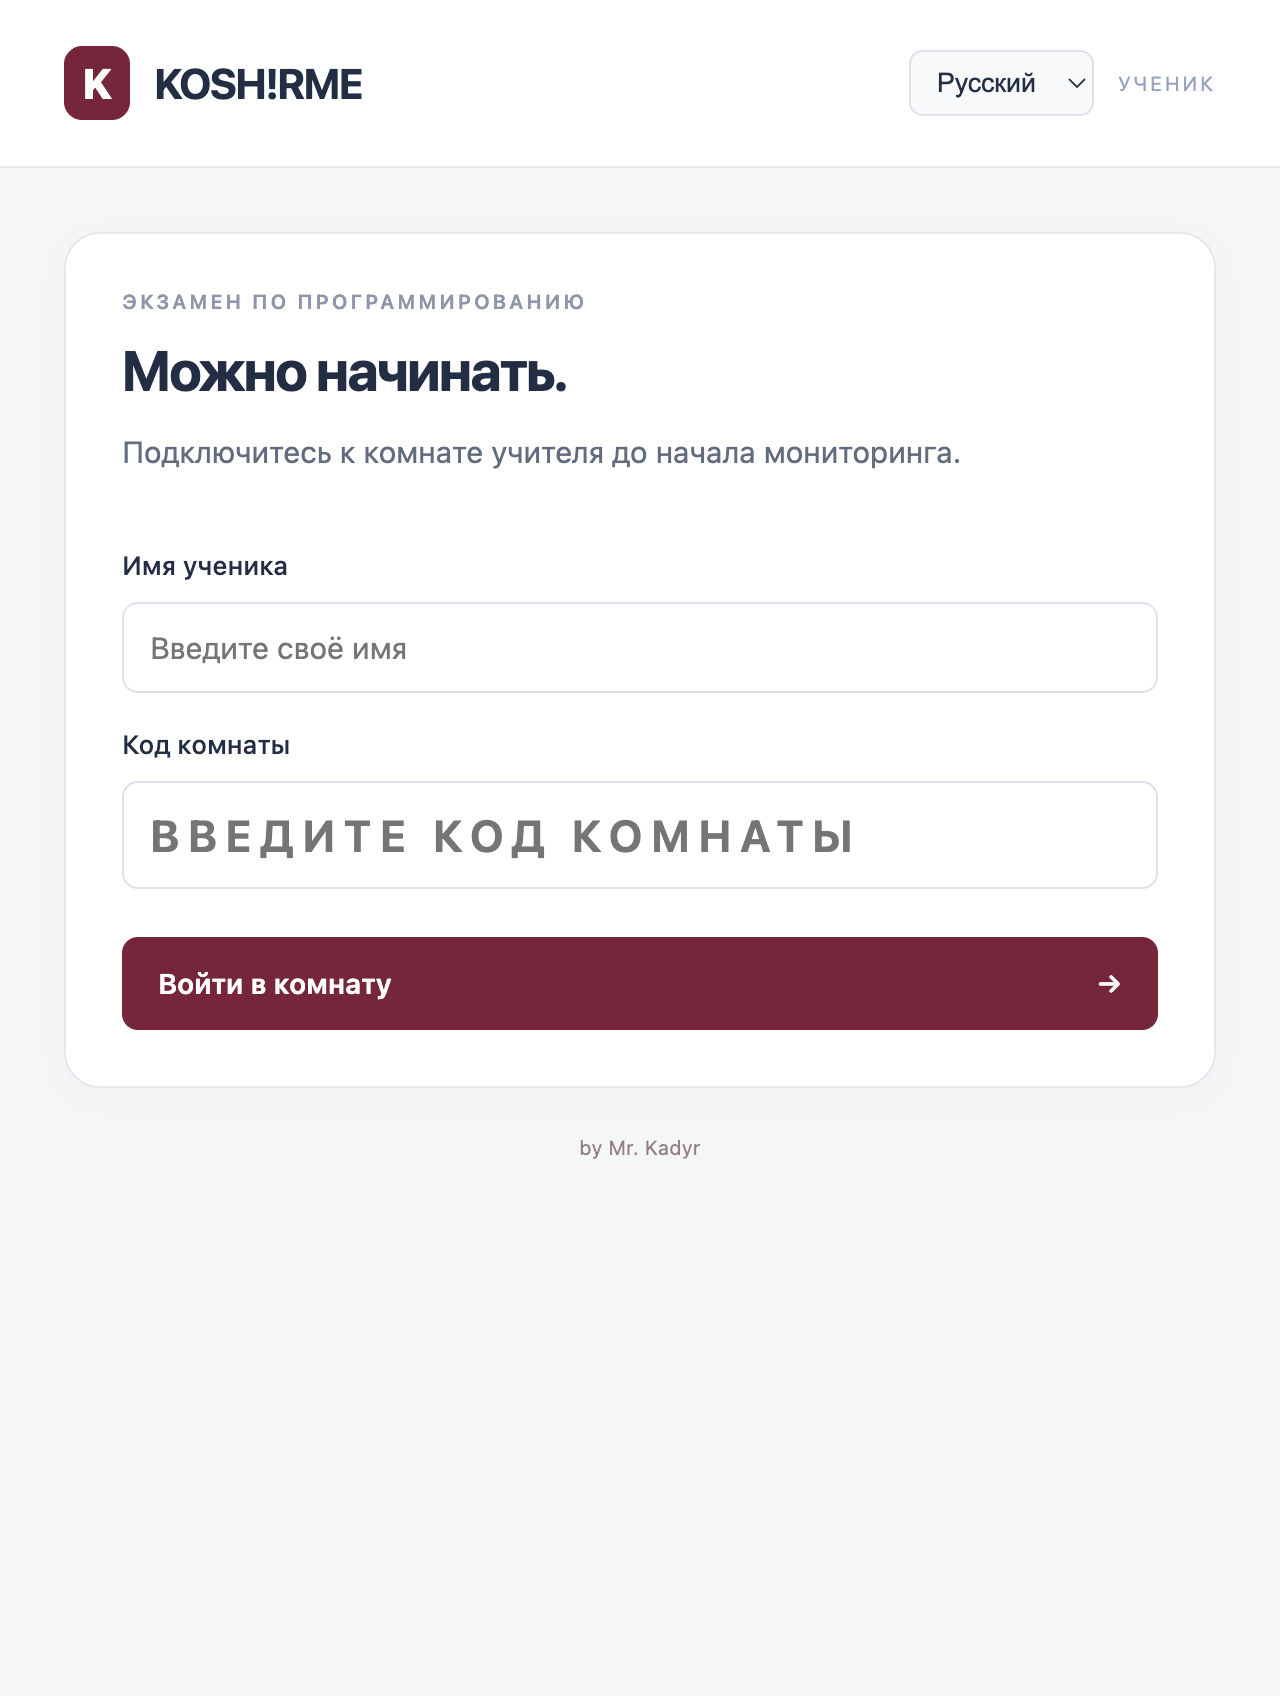 K
KOSH!RME
Русский
УЧЕНИК
ЭКЗАМЕН ПО ПРОГРАММИРОВАНИЮ
Можно начинать.
Подключитесь к комнате учителя до начала мониторинга.
Имя ученика
Введите своё имя
Код комнаты
ВВЕДИТЕ КОД КОМНАТЫ
Войти в комнату →
by Mr. Kadyr